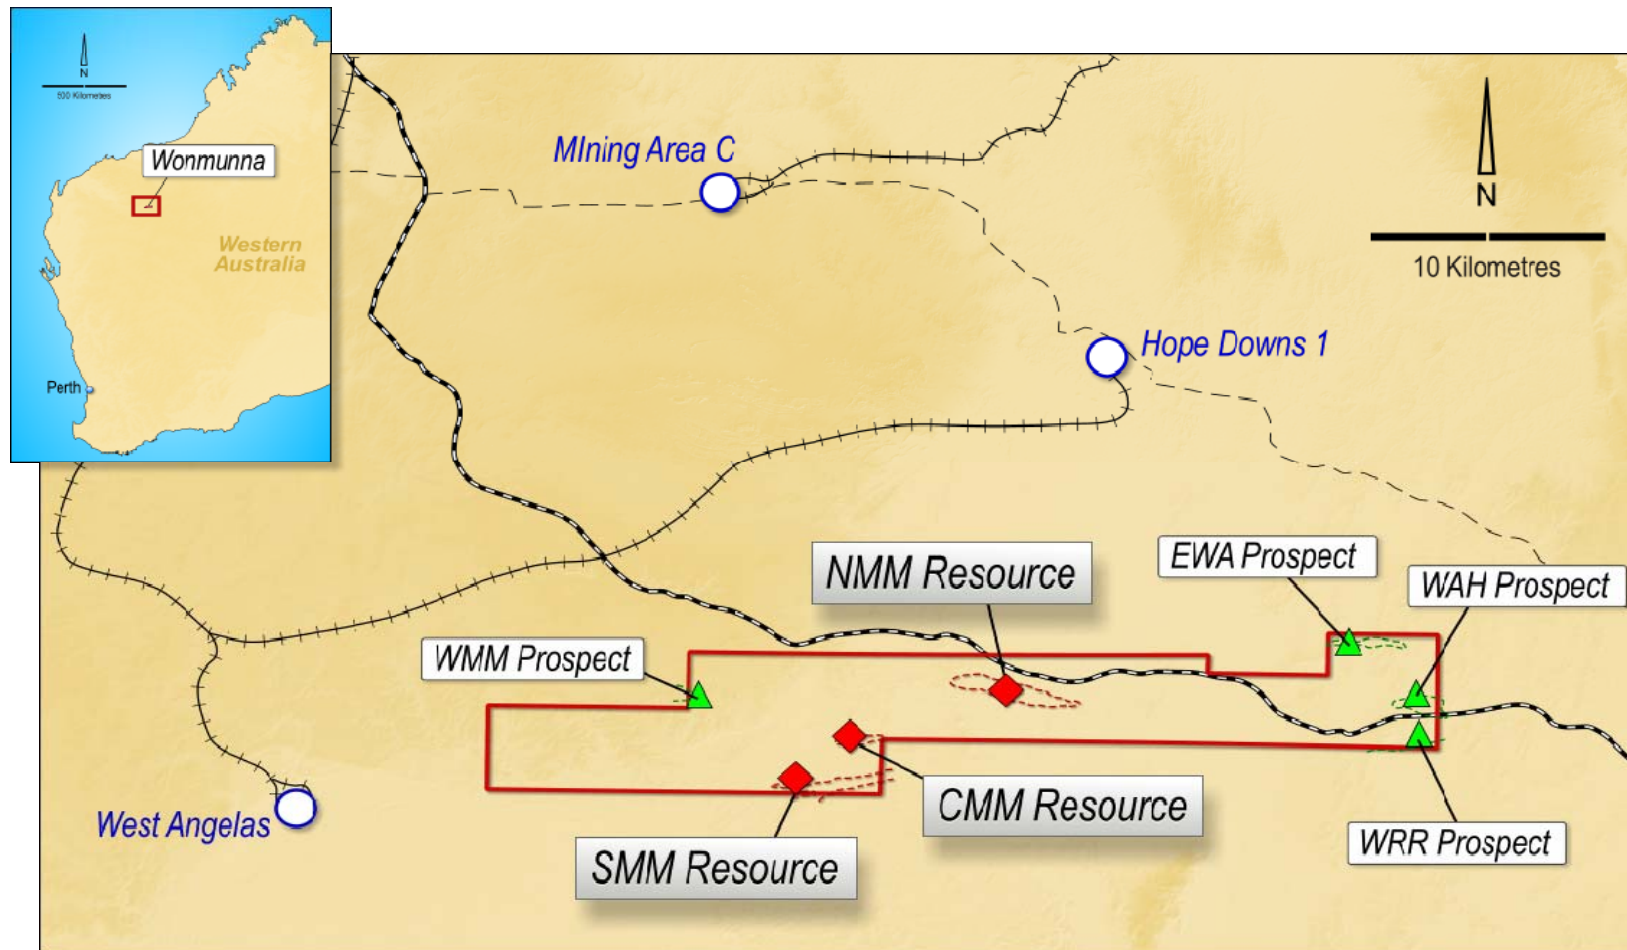 N
500 Kilometres
Wonmunna
Western
Australia
Perth
MIning Area C
N
10 Kilometres
Hope Downs 1
NMM Resource
EWA Prospect
WAH Prospect
WMM Prospect
West Angelas
CMM Resource
SMM Resource
WRR Prospect